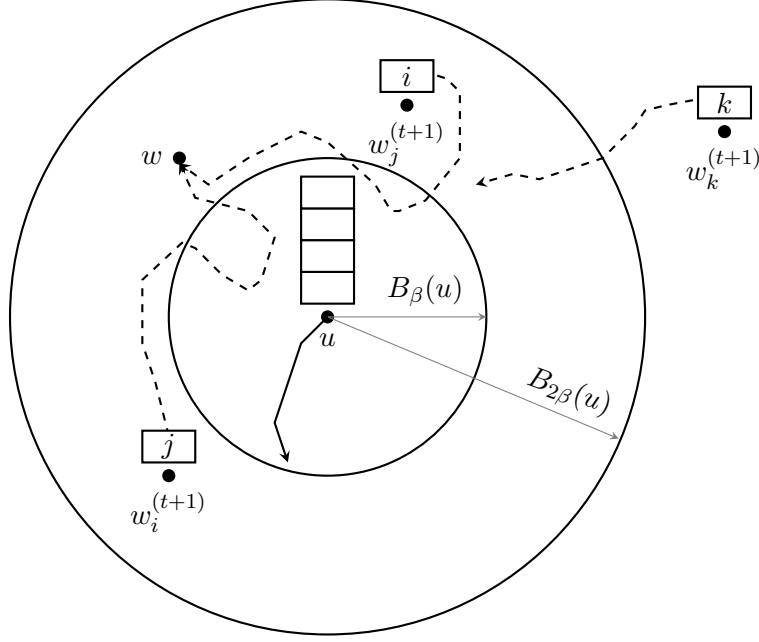 i
k
w_j^{(t+1)}
w
w_k^{(t+1)}
B_β(u)
u
B_{2β}(u)
j
w_i^{(t+1)}